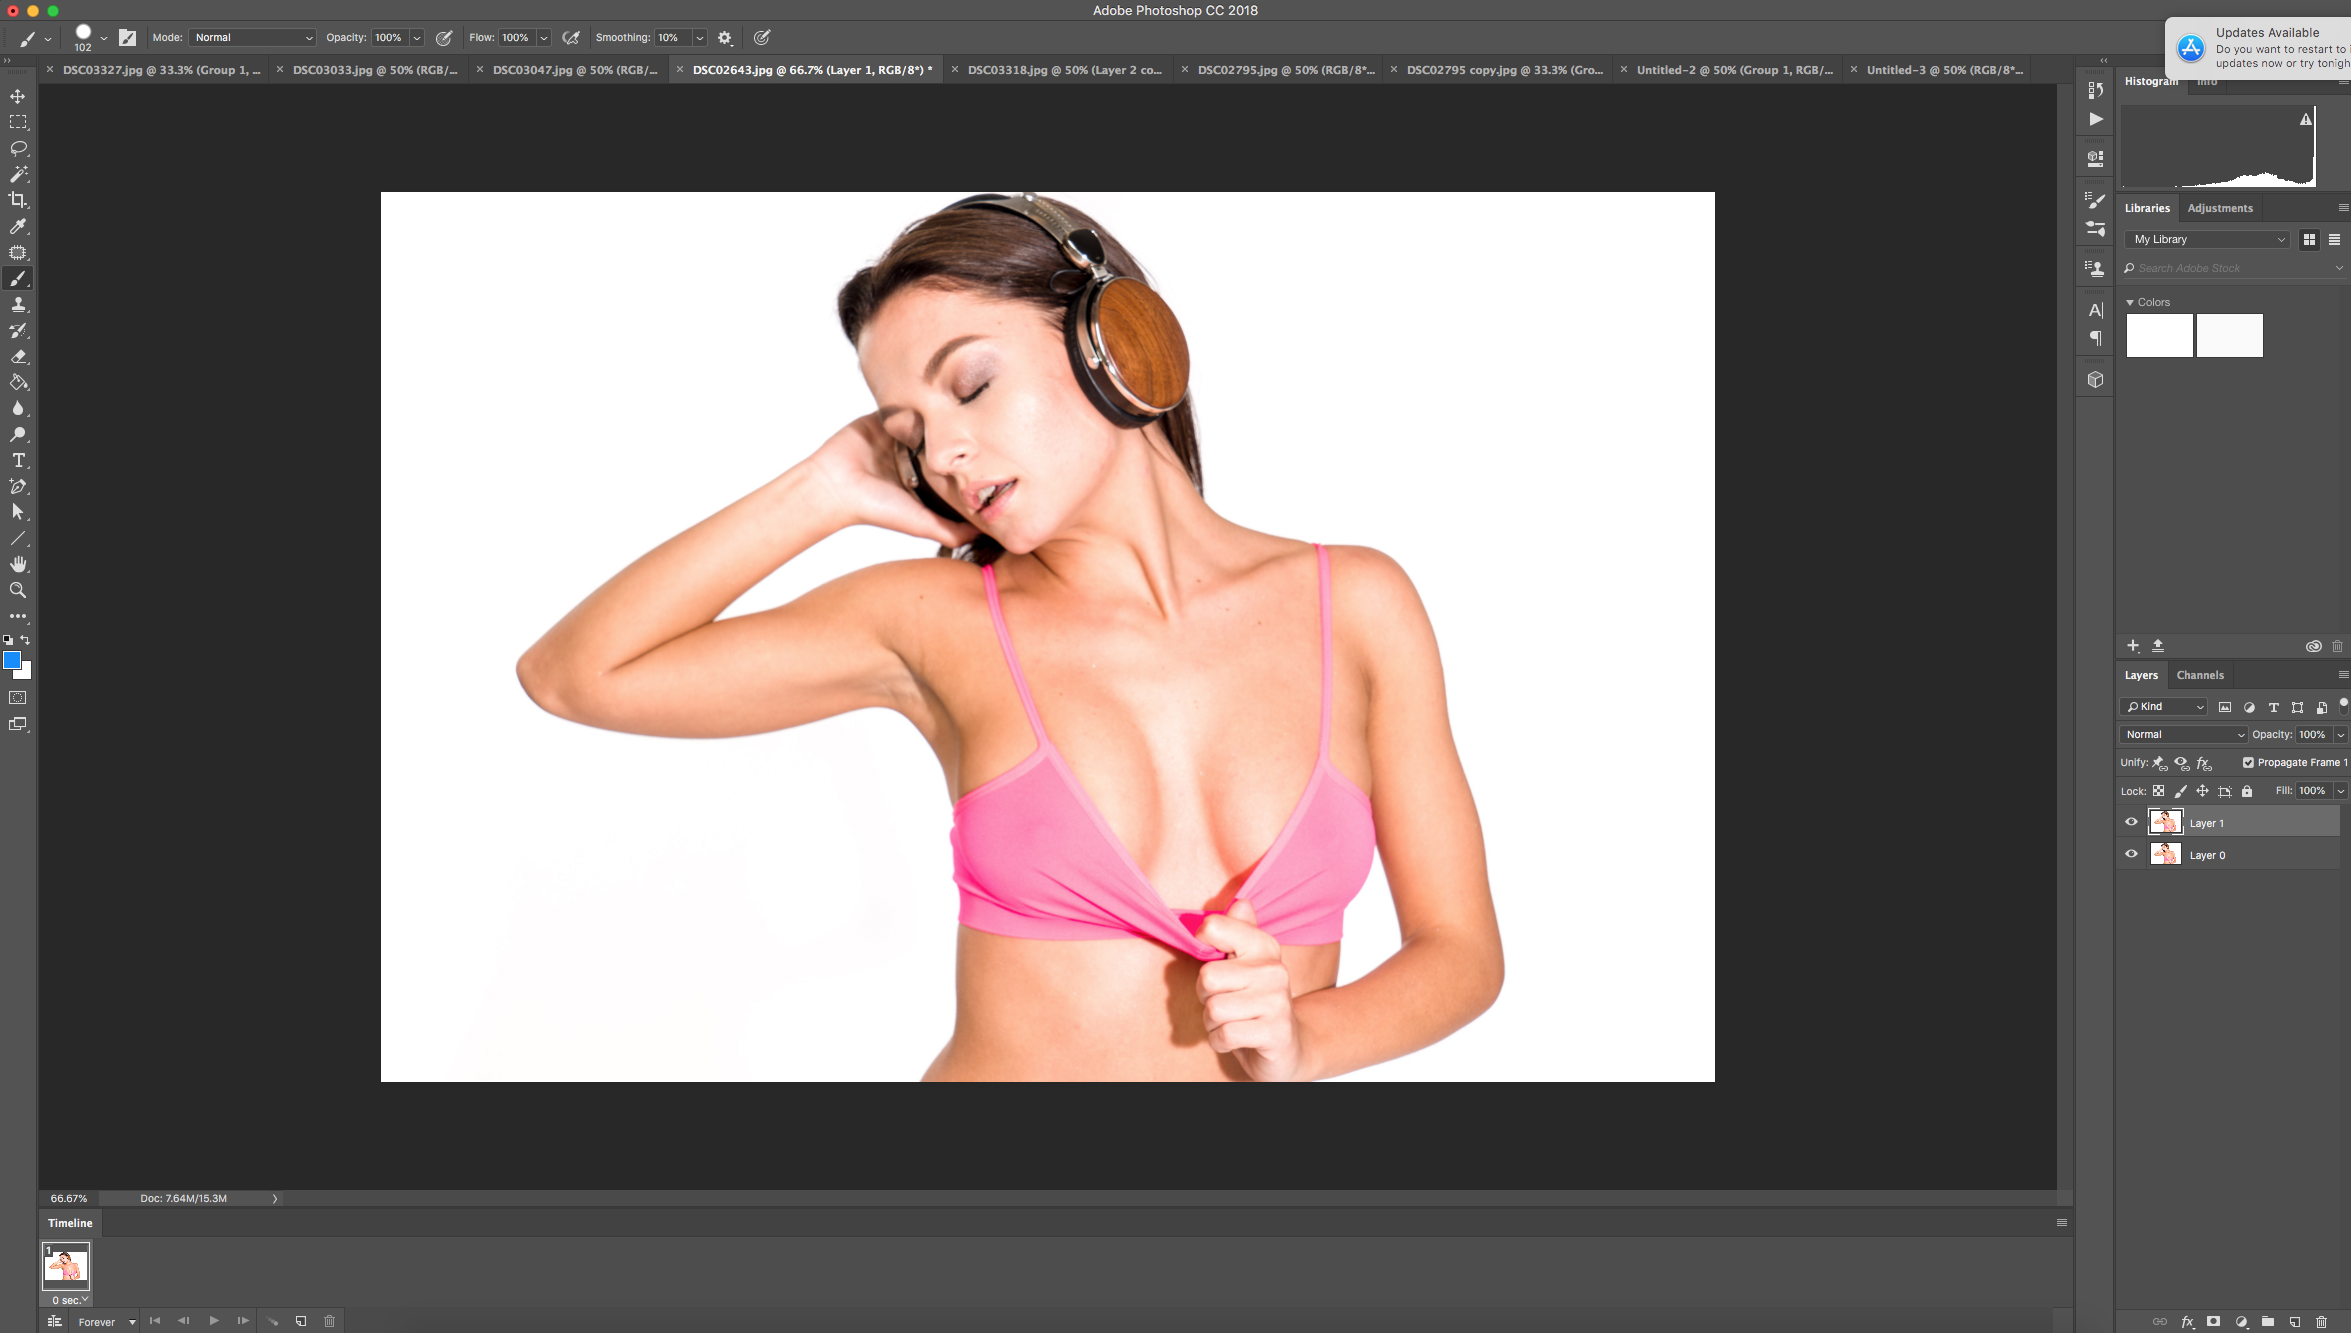 Adobe Photoshop CC 2018
102
Mode: Normal Opacity: 100% Flow: 100% Smoothing: 10%
Updates Available
Do you want to restart to
updates now or try tonigh
DSC03327.jpg @ 33.3% (Group 1, ...
DSC03033.jpg @ 50% (RGB/...
DSC03047.jpg @ 50% (RGB/...
DSC02643.jpg @ 66.7% (Layer 1, RGB/8*) *
DSC03318.jpg @ 50% (Layer 2 co...
DSC02795.jpg @ 50% (RGB/8*...
DSC02795 copy.jpg @ 33.3% (Gro...
Untitled-2 @ 50% (Group 1, RGB/...
Untitled-3 @ 50% (RGB/8*...
Histogram Info
Libraries Adjustments
My Library
Search Adobe Stock
Colors
Layers Channels
Kind
Normal Opacity: 100%
Unify: Propagate Frame 1
Lock: Fill: 100%
Layer 1
Layer 0
66.67% Doc: 7.64M/15.3M
Timeline
1
0 sec.
Forever